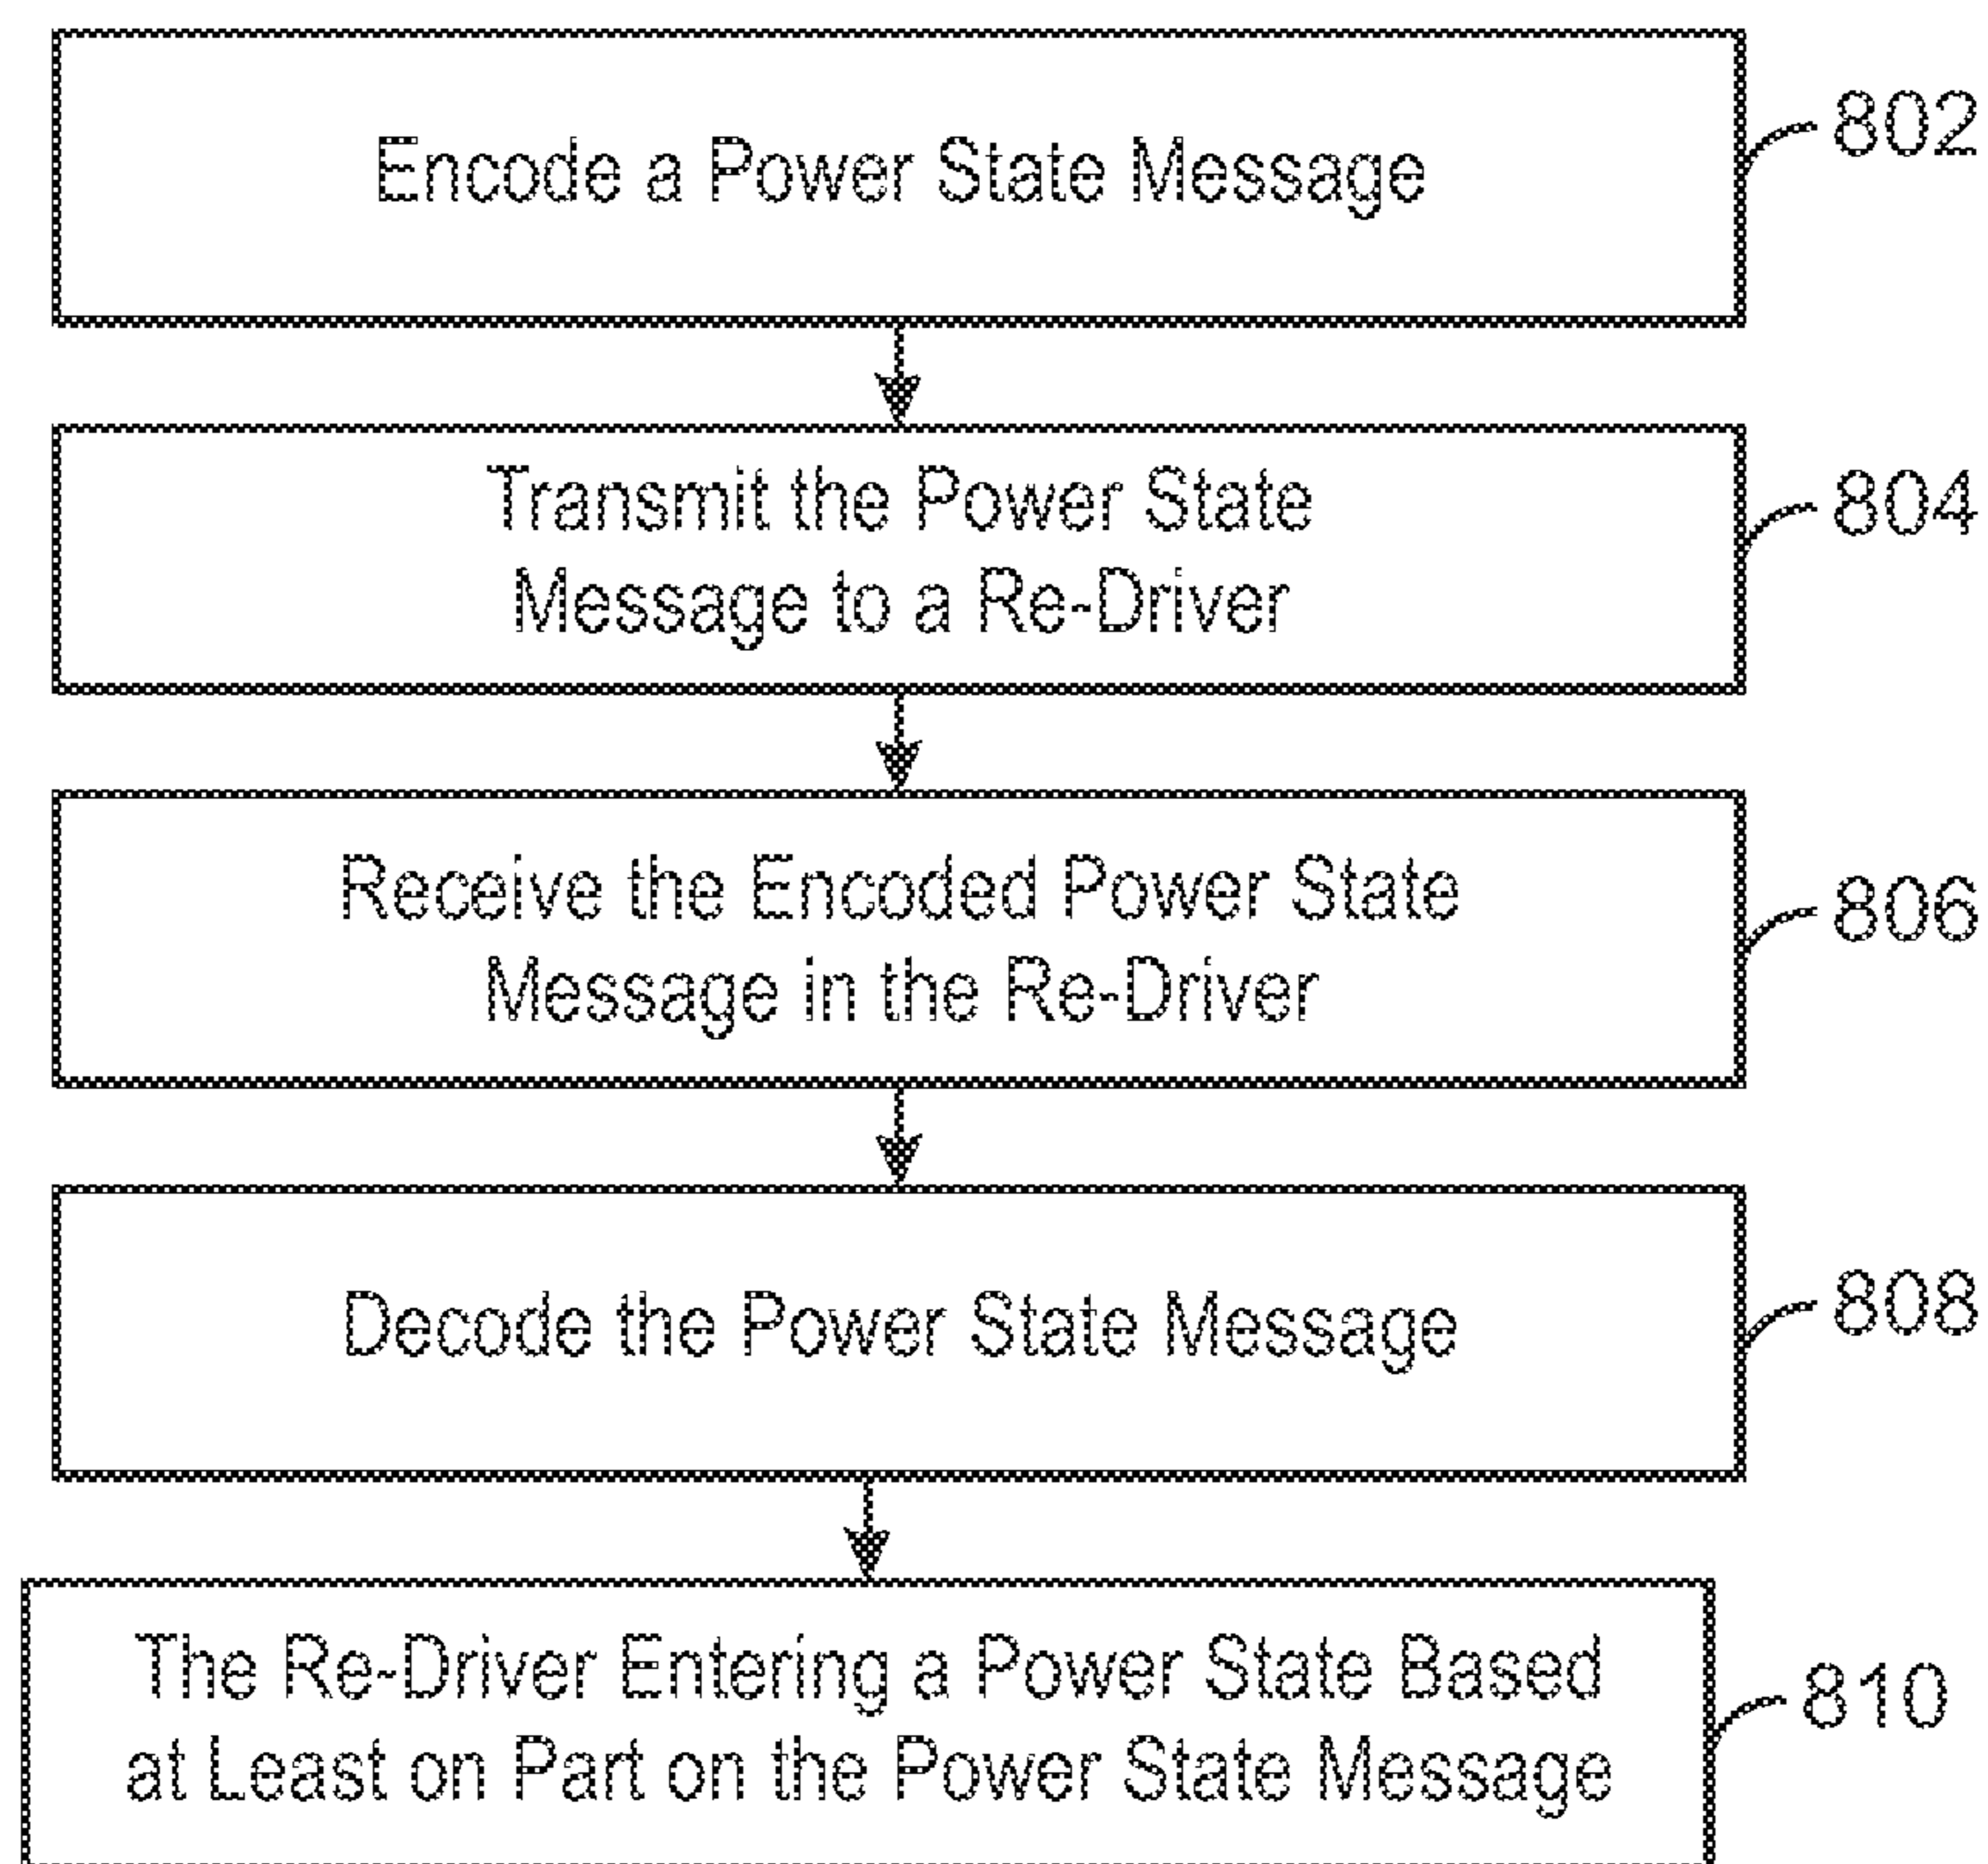 Encode a Power State Message
802
Transmit the Power State
Message to a Re-Driver
804
Receive the Encoded Power State
Message in the Re-Driver
806
Decode the Power State Message
808
The Re-Driver Entering a Power State Based
at Least on Part on the Power State Message
810